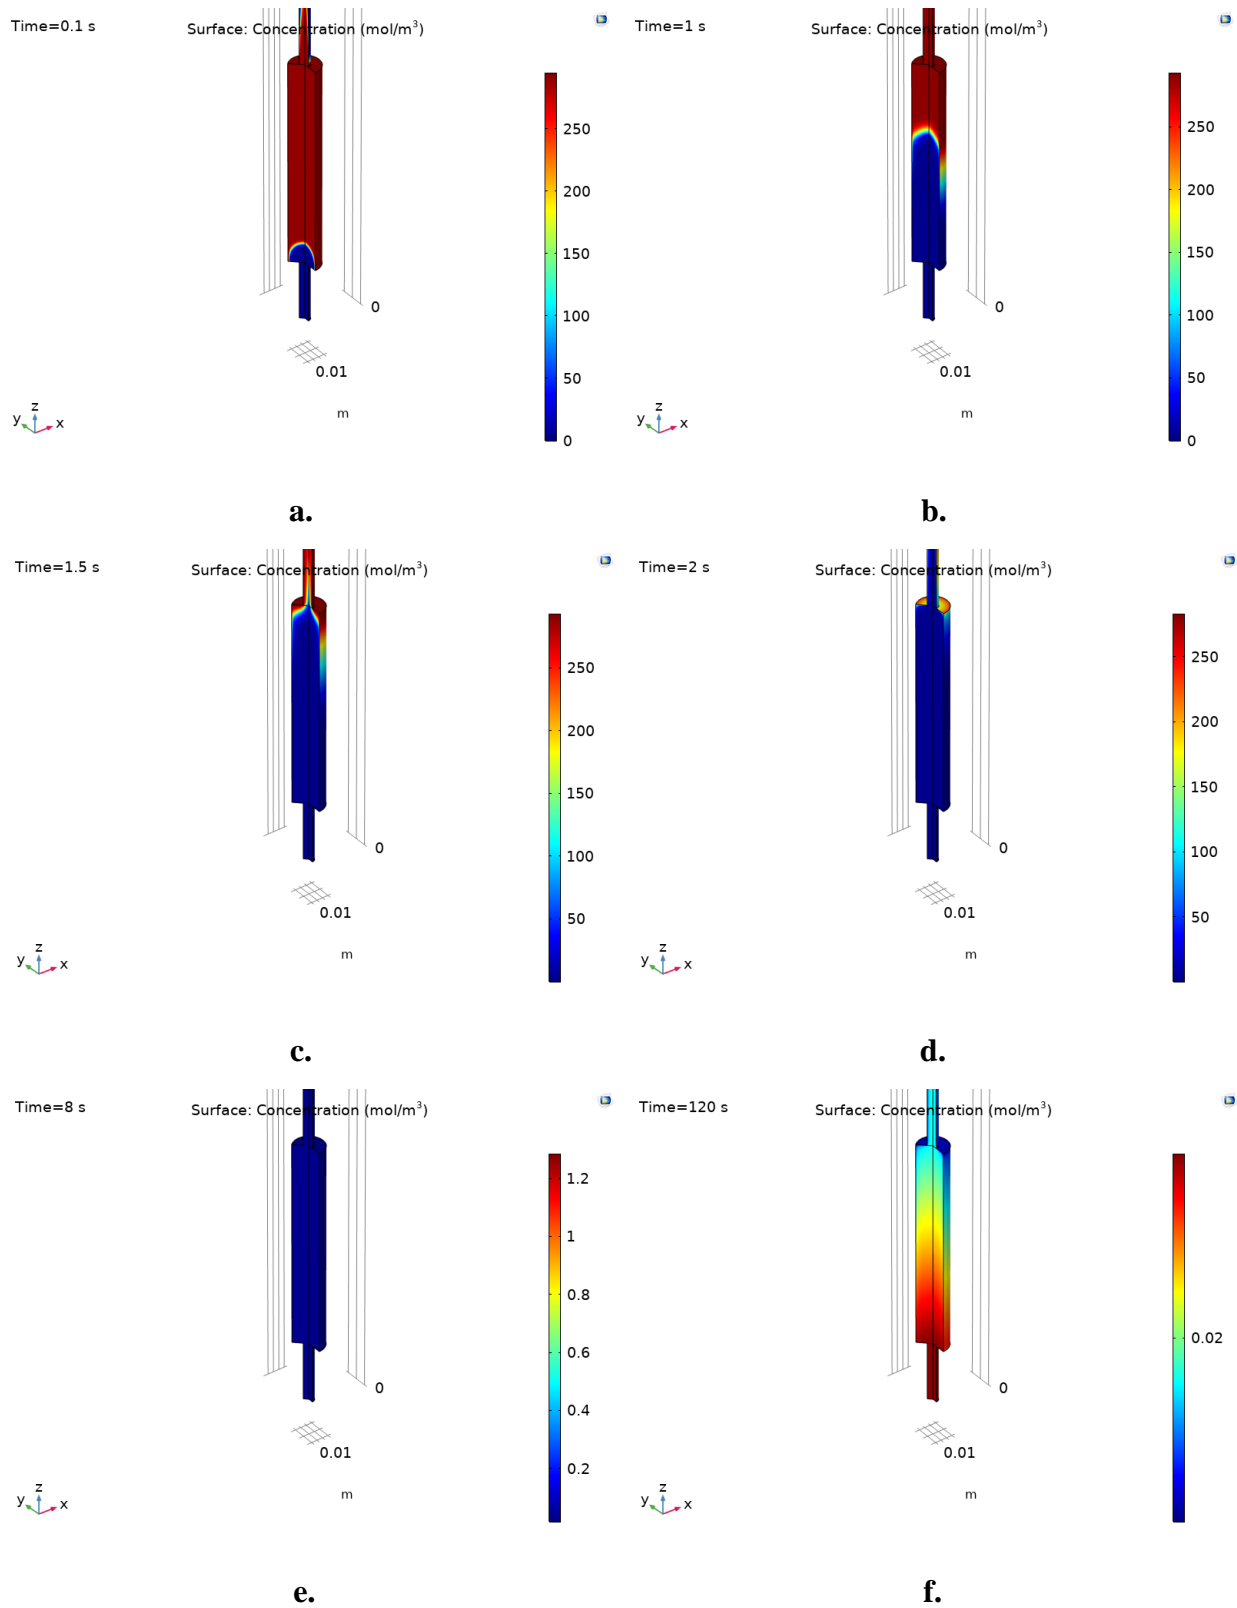 Time=0.1 s
Surface: Concentration (mol/m³)
250
200
150
100
50
0
0
0.01
m
z
y
x
a.
Time=1 s
Surface: Concentration (mol/m³)
250
200
150
100
50
0
0
0.01
m
z
y
x
b.
Time=1.5 s
Surface: Concentration (mol/m³)
250
200
150
100
50
0
0.01
m
z
y
x
c.
Time=2 s
Surface: Concentration (mol/m³)
250
200
150
100
50
0
0.01
m
z
y
x
d.
Time=8 s
Surface: Concentration (mol/m³)
1.2
1
0.8
0.6
0.4
0.2
0
0.01
m
z
y
x
e.
Time=120 s
Surface: Concentration (mol/m³)
0.02
0
0.01
m
z
y
x
f.